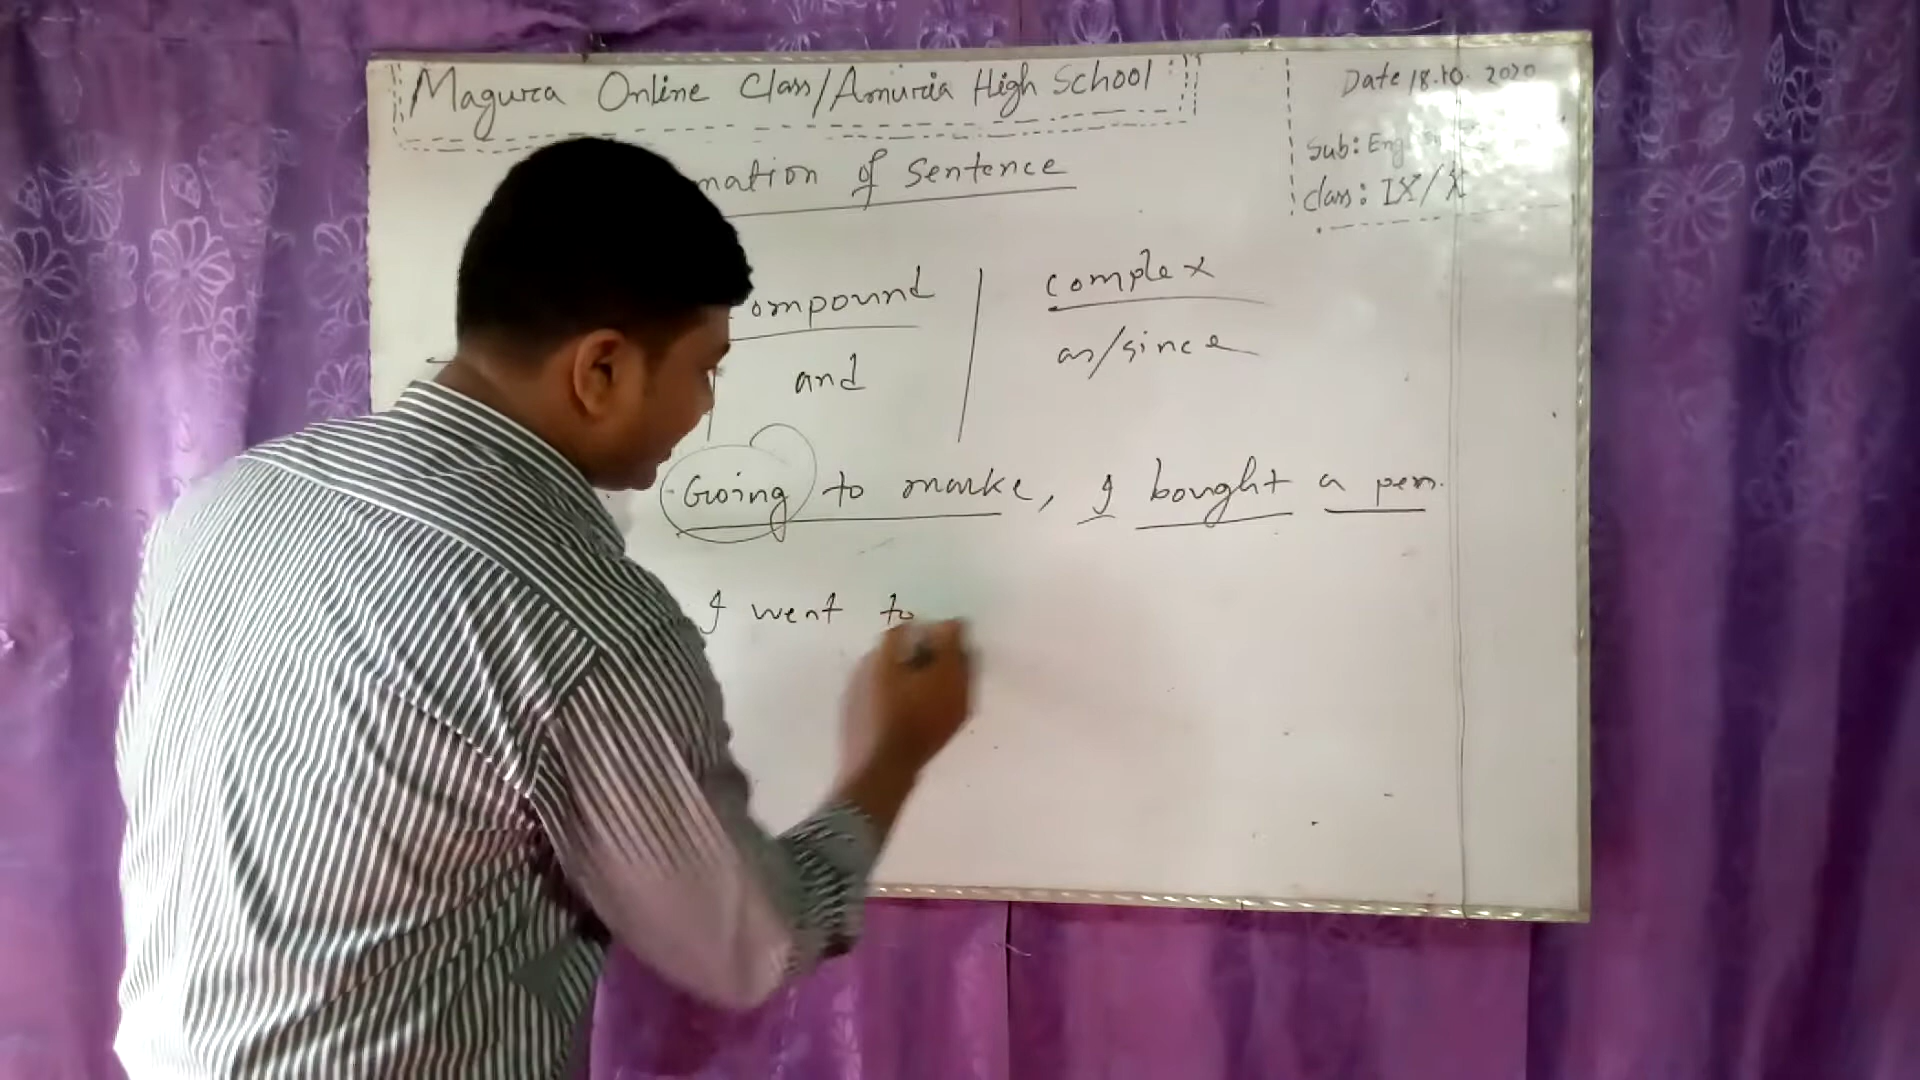 Magura Online Class/Amuria High School
Date 18.10.2020
Sub: Eng
class: IX/X
mation of Sentence
ompound
complex
and
as/since
Going to marke, I bought a pen.
I went to